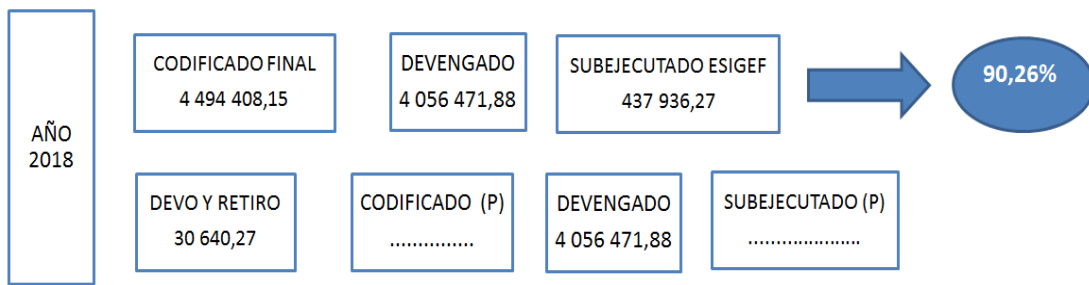 AÑO
2018
CODIFICADO FINAL
4 494 408,15
DEVENGADO
4 056 471,88
SUBEJECUTADO ESIGEF
437 936,27
90,26%
DEVO Y RETIRO
30 640,27
CODIFICADO (P)
...............
DEVENGADO
4 056 471,88
SUBEJECUTADO (P)
.....................